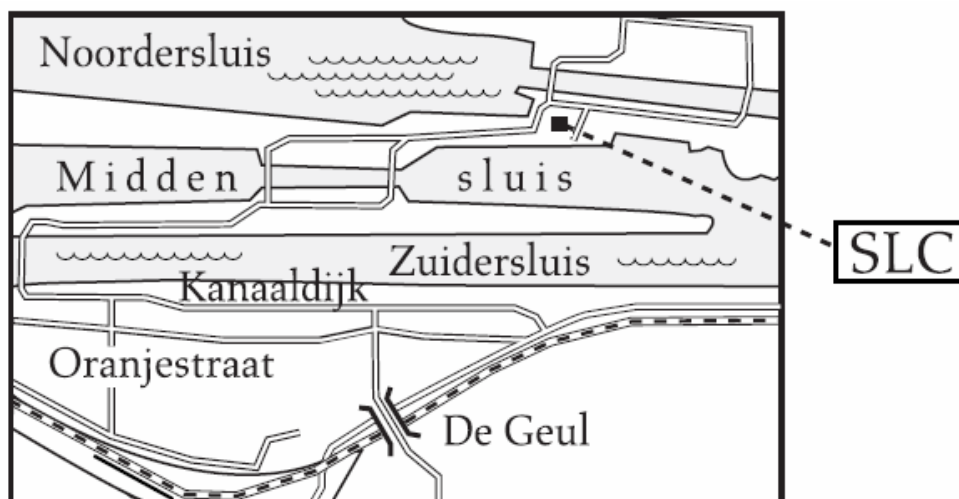 Noordersluis
Midden sluis
Zuidersluis
SLC
Kanaaldijk
Oranjestraat
De Geul